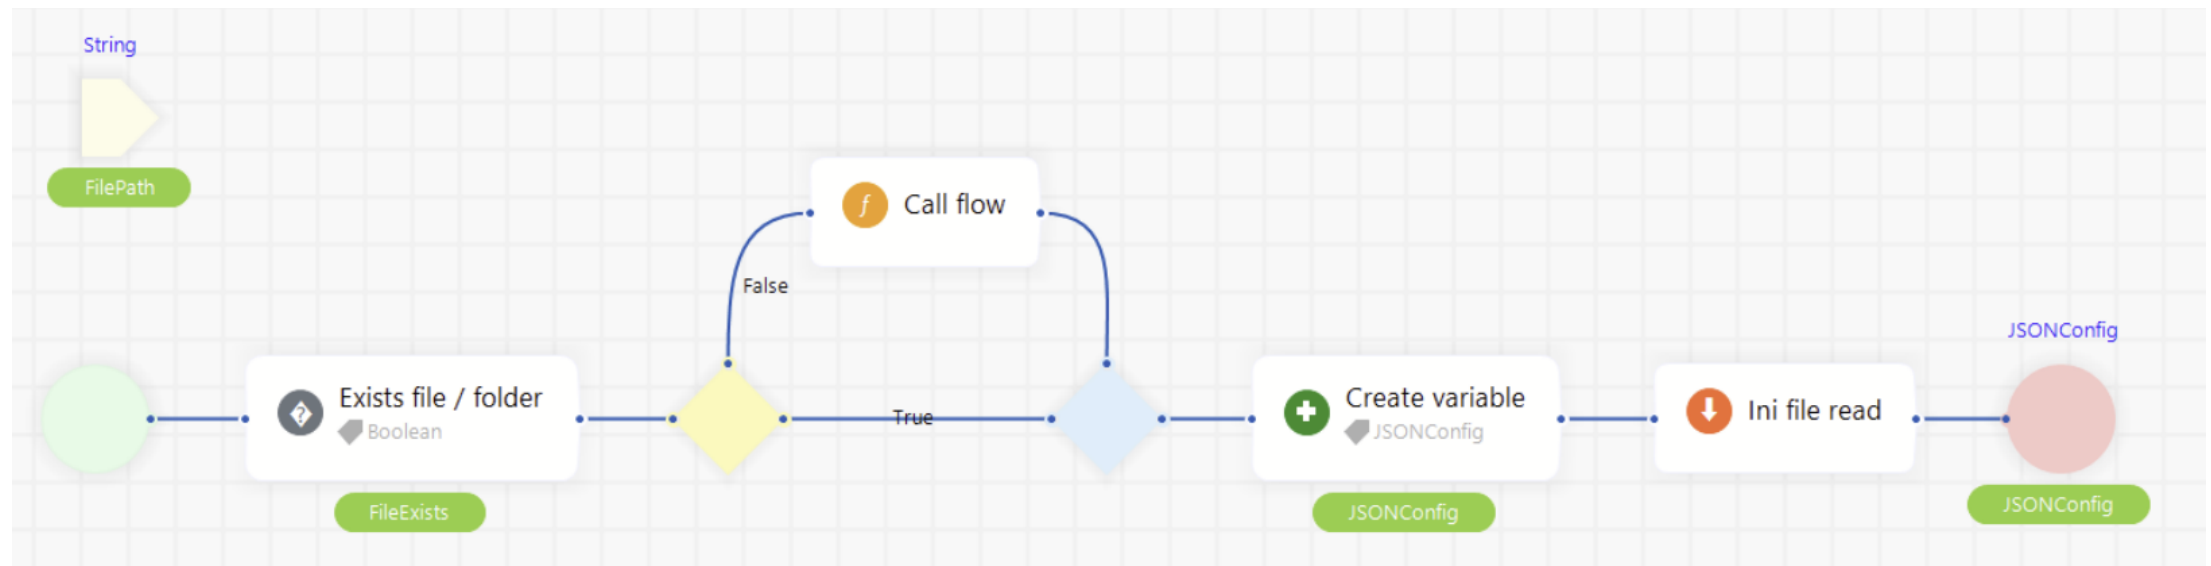 String
FilePath
Call flow
False
Exists file / folder
Boolean
FileExists
True
Create variable
JSONConfig
JSONConfig
Ini file read
JSONConfig
JSONConfig